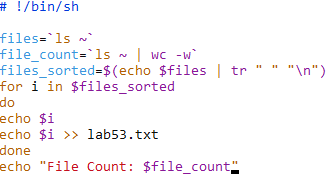 # !/bin/sh
files=`ls ~`
file_count=`ls ~ | wc -w`
files_sorted=$(echo $files | tr " " "\n")
for i in $files_sorted
do
echo $i
echo $i >> lab53.txt
done
echo "File Count: $file_count"